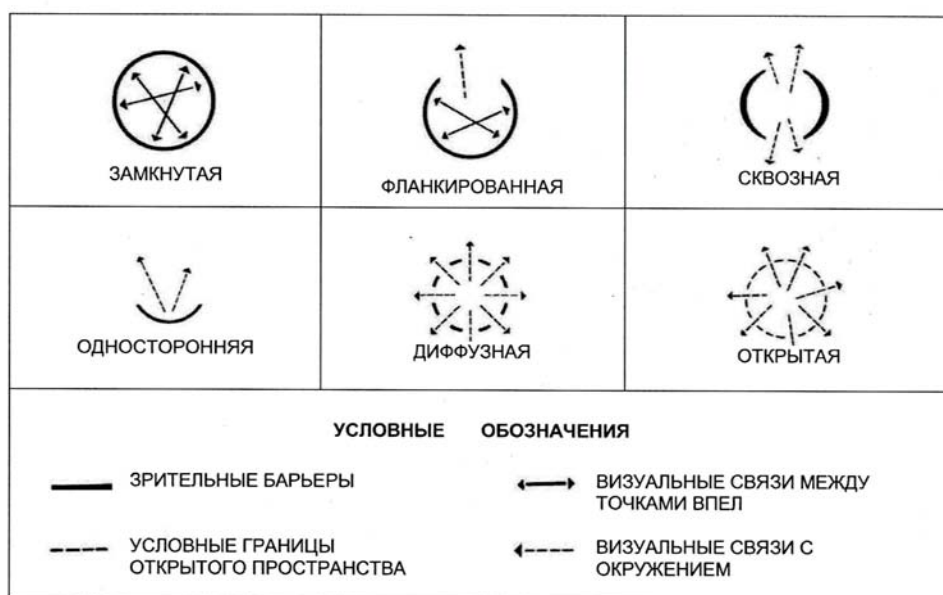 ЗАМКНУТАЯ
ФЛАНКИРОВАННАЯ
СКВОЗНАЯ
ОДНОСТОРОННЯЯ
ДИФФУЗНАЯ
ОТКРЫТАЯ
УСЛОВНЫЕ ОБОЗНАЧЕНИЯ
ЗРИТЕЛЬНЫЕ БАРЬЕРЫ
ВИЗУАЛЬНЫЕ СВЯЗИ МЕЖДУ
ТОЧКАМИ ВПЕЛ
УСЛОВНЫЕ ГРАНИЦЫ
ОТКРЫТОГО ПРОСТРАНСТВА
ВИЗУАЛЬНЫЕ СВЯЗИ С
ОКРУЖЕНИЕМ